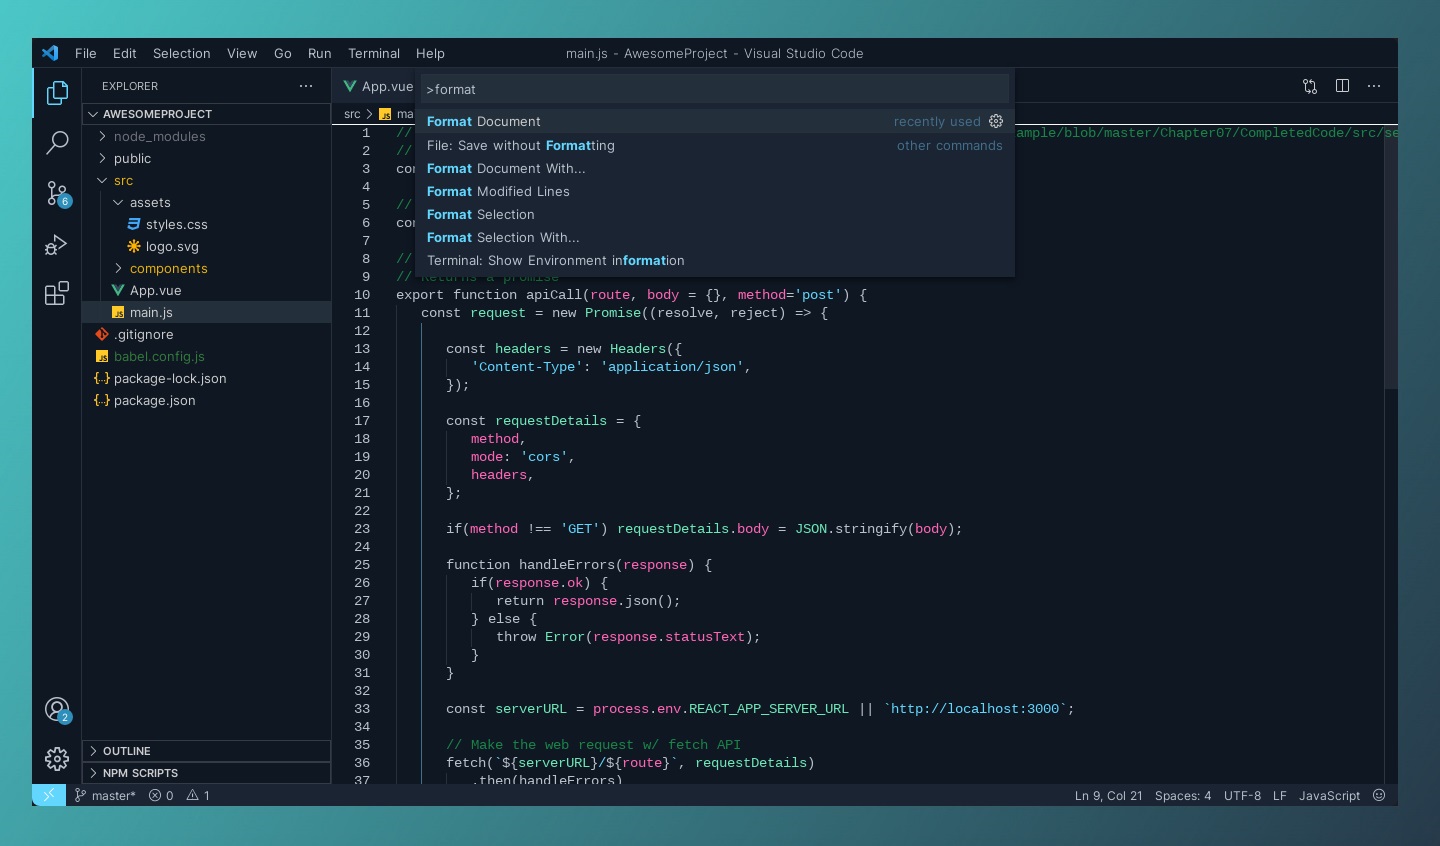 File Edit Selection View Go Run Terminal Help main.js - AwesomeProject - Visual Studio Code
EXPLORER
AWESOMEPROJECT
node_modules
public
src
assets
styles.css
logo.svg
components
App.vue
main.js
.gitignore
babel.config.js
package-lock.json
package.json
OUTLINE
NPM SCRIPTS
6
2
App.vue
>format
Format Document recently used
File: Save without Formatting other commands
Format Document With...
Format Modified Lines
Format Selection
Format Selection With...
Terminal: Show Environment information
src > JS ma
1 // ample/blob/master/Chapter07/CompletedCode/src/se
2 //
3 con
4
5 //
6 con
7
8 //
9 // Returns a promise
10 export function apiCall(route, body = {}, method='post') {
11 const request = new Promise((resolve, reject) => {
12
13 const headers = new Headers({
14 'Content-Type': 'application/json',
15 });
16
17 const requestDetails = {
18 method,
19 mode: 'cors',
20 headers,
21 };
22
23 if(method !== 'GET') requestDetails.body = JSON.stringify(body);
24
25 function handleErrors(response) {
26 if(response.ok) {
27 return response.json();
28 } else {
29 throw Error(response.statusText);
30 }
31 }
32
33 const serverURL = process.env.REACT_APP_SERVER_URL || `http://localhost:3000`;
34
35 // Make the web request w/ fetch API
36 fetch(`${serverURL}/${route}`, requestDetails)
37 .then(handleErrors)
master* 0 1 Ln 9, Col 21 Spaces: 4 UTF-8 LF JavaScript